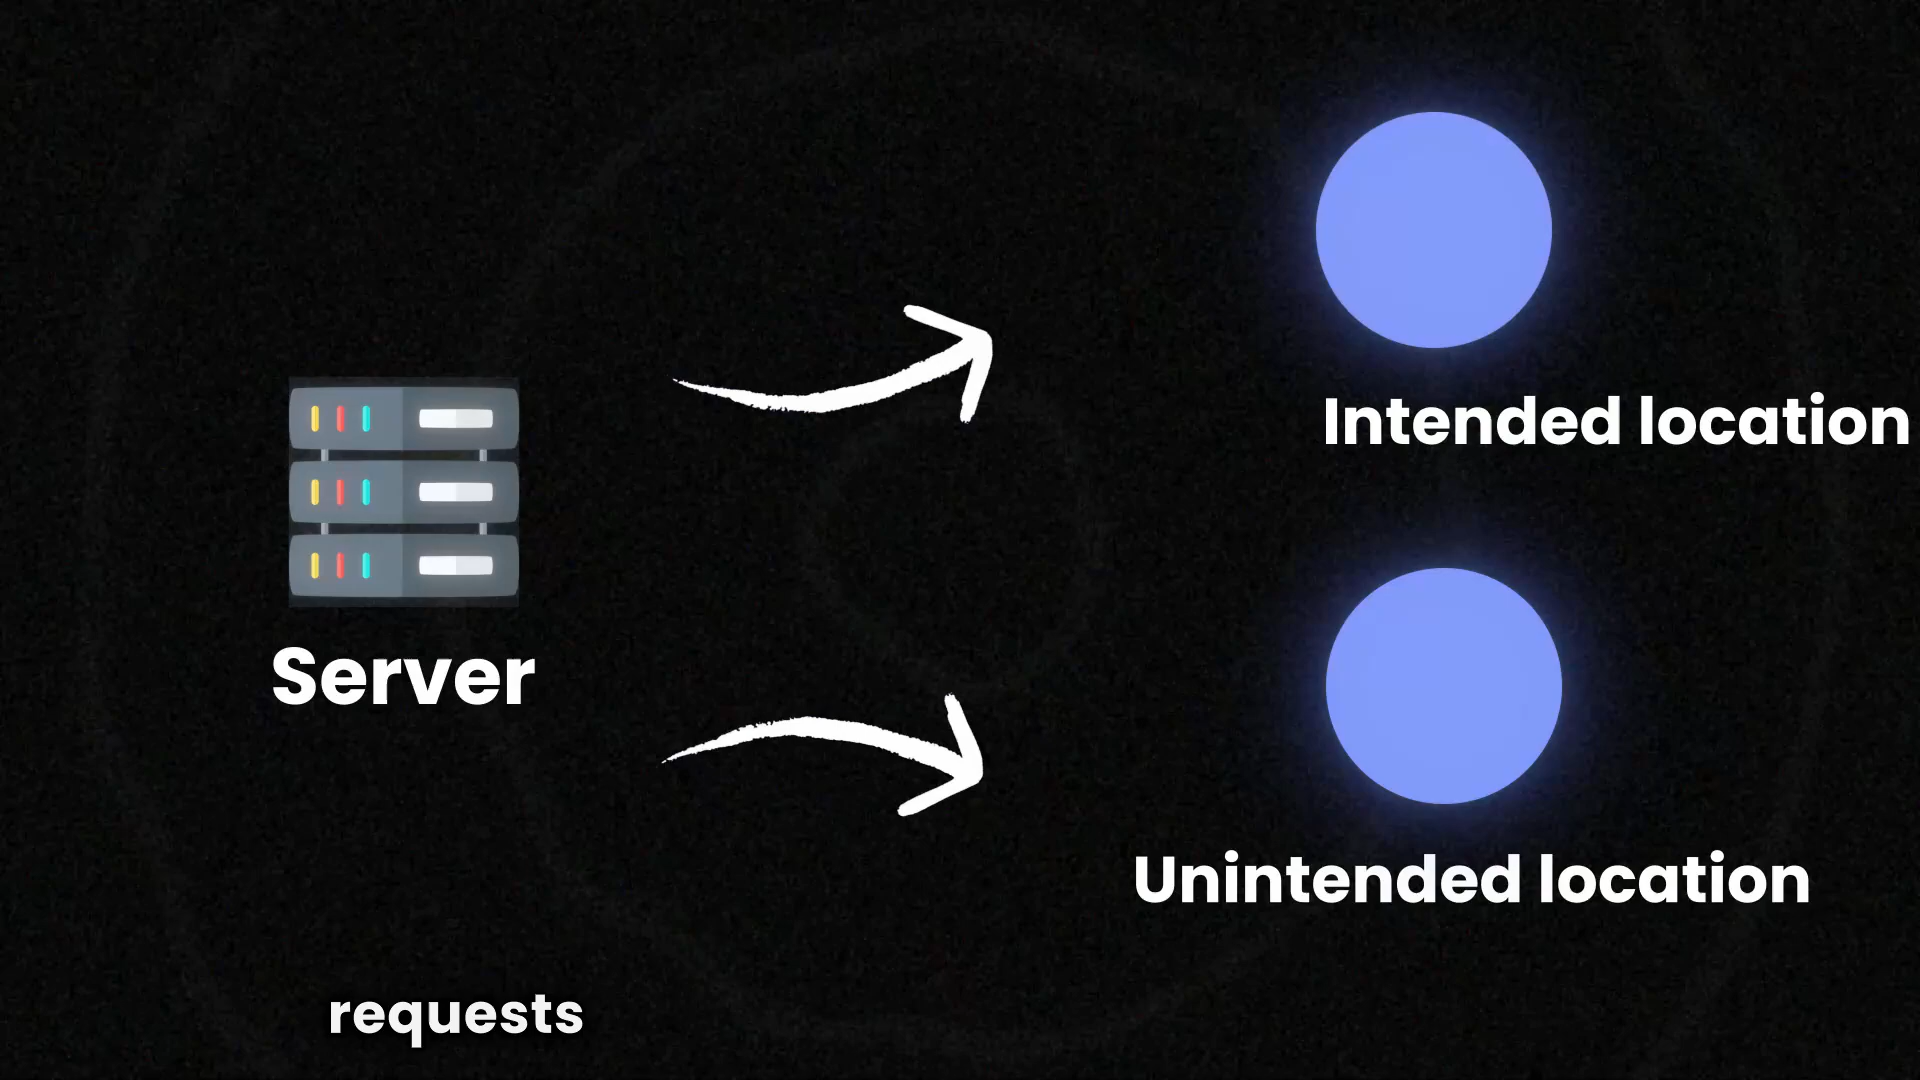 Intended location
Server
Unintended location
requests